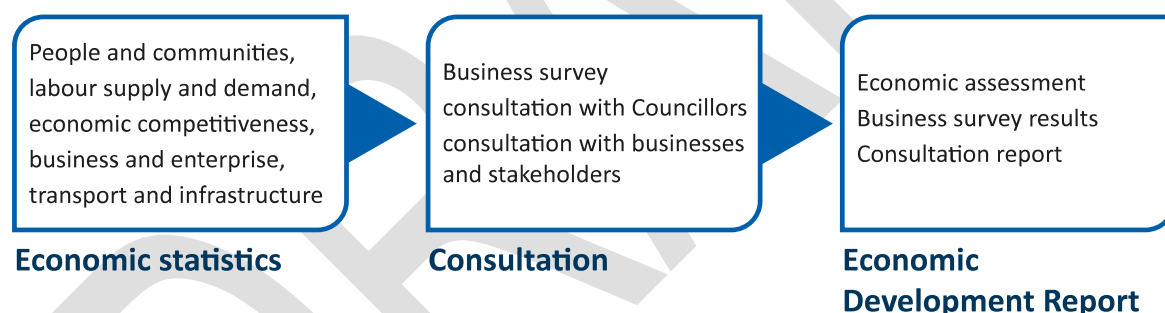 People and communities,
labour supply and demand,
economic competitiveness,
business and enterprise,
transport and infrastructure
Economic statistics
Business survey
consultation with Councillors
consultation with businesses
and stakeholders
Consultation
Economic assessment
Business survey results
Consultation report
Economic
Development Report